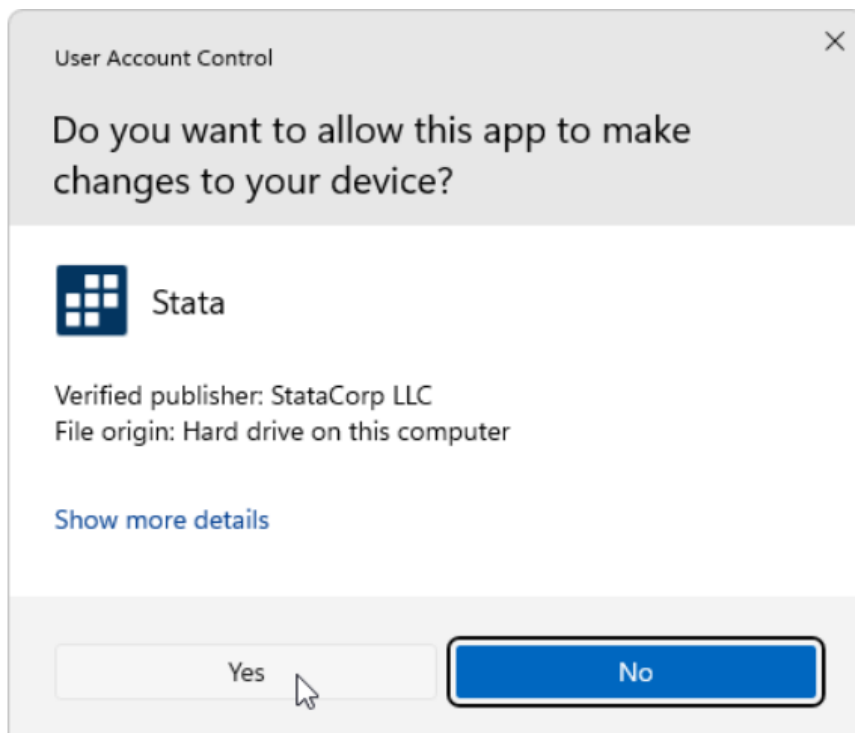 User Account Control
Do you want to allow this app to make
changes to your device?
Stata
Verified publisher: StataCorp LLC
File origin: Hard drive on this computer
Show more details
Yes
No